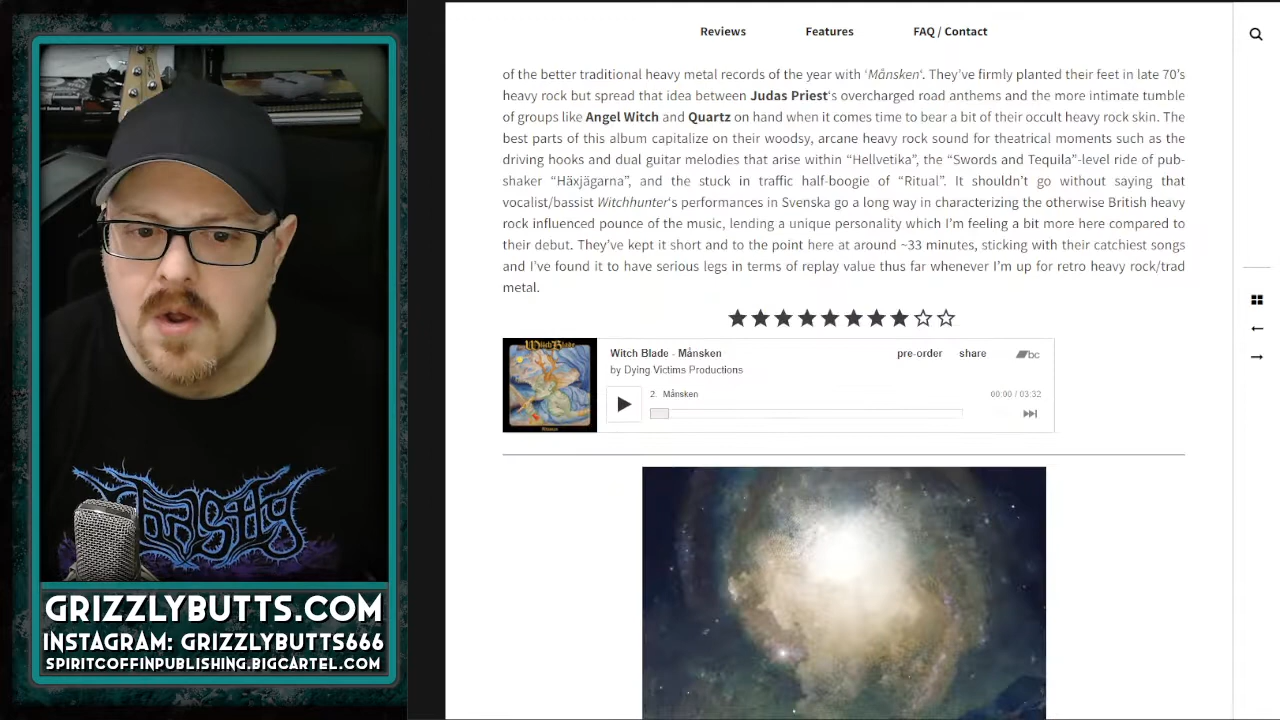 Reviews
Features
FAQ / Contact
of the better traditional heavy metal records of the year with ‘Månsken‘. They’ve firmly planted their feet in late 70’s
heavy rock but spread that idea between Judas Priest‘s overcharged road anthems and the more intimate tumble
of groups like Angel Witch and Quartz on hand when it comes time to bear a bit of their occult heavy rock skin. The
best parts of this album capitalize on their woodsy, arcane heavy rock sound for theatrical moments such as the
driving hooks and dual guitar melodies that arise within “Hellvetika”, the “Swords and Tequila”-level ride of pub-
shaker “Häxjägarna”, and the stuck in traffic half-boogie of “Ritual”. It shouldn’t go without saying that
vocalist/bassist Witchhunter‘s performances in Svenska go a long way in characterizing the otherwise British heavy
rock influenced pounce of the music, lending a unique personality which I’m feeling a bit more here compared to
their debut. They’ve kept it short and to the point here at around ~33 minutes, sticking with their catchiest songs
and I’ve found it to have serious legs in terms of replay value thus far whenever I’m up for retro heavy rock/trad
metal.
Witch Blade - Månsken
pre-order
share
bc
by Dying Victims Productions
2. Månsken
00:00 / 03:32
WitchBlade
GRIZZLYBUTTS.COM
INSTAGRAM: GRIZZLYBUTTS666
SPIRITCOFFINPUBLISHING.BIGCARTEL.COM